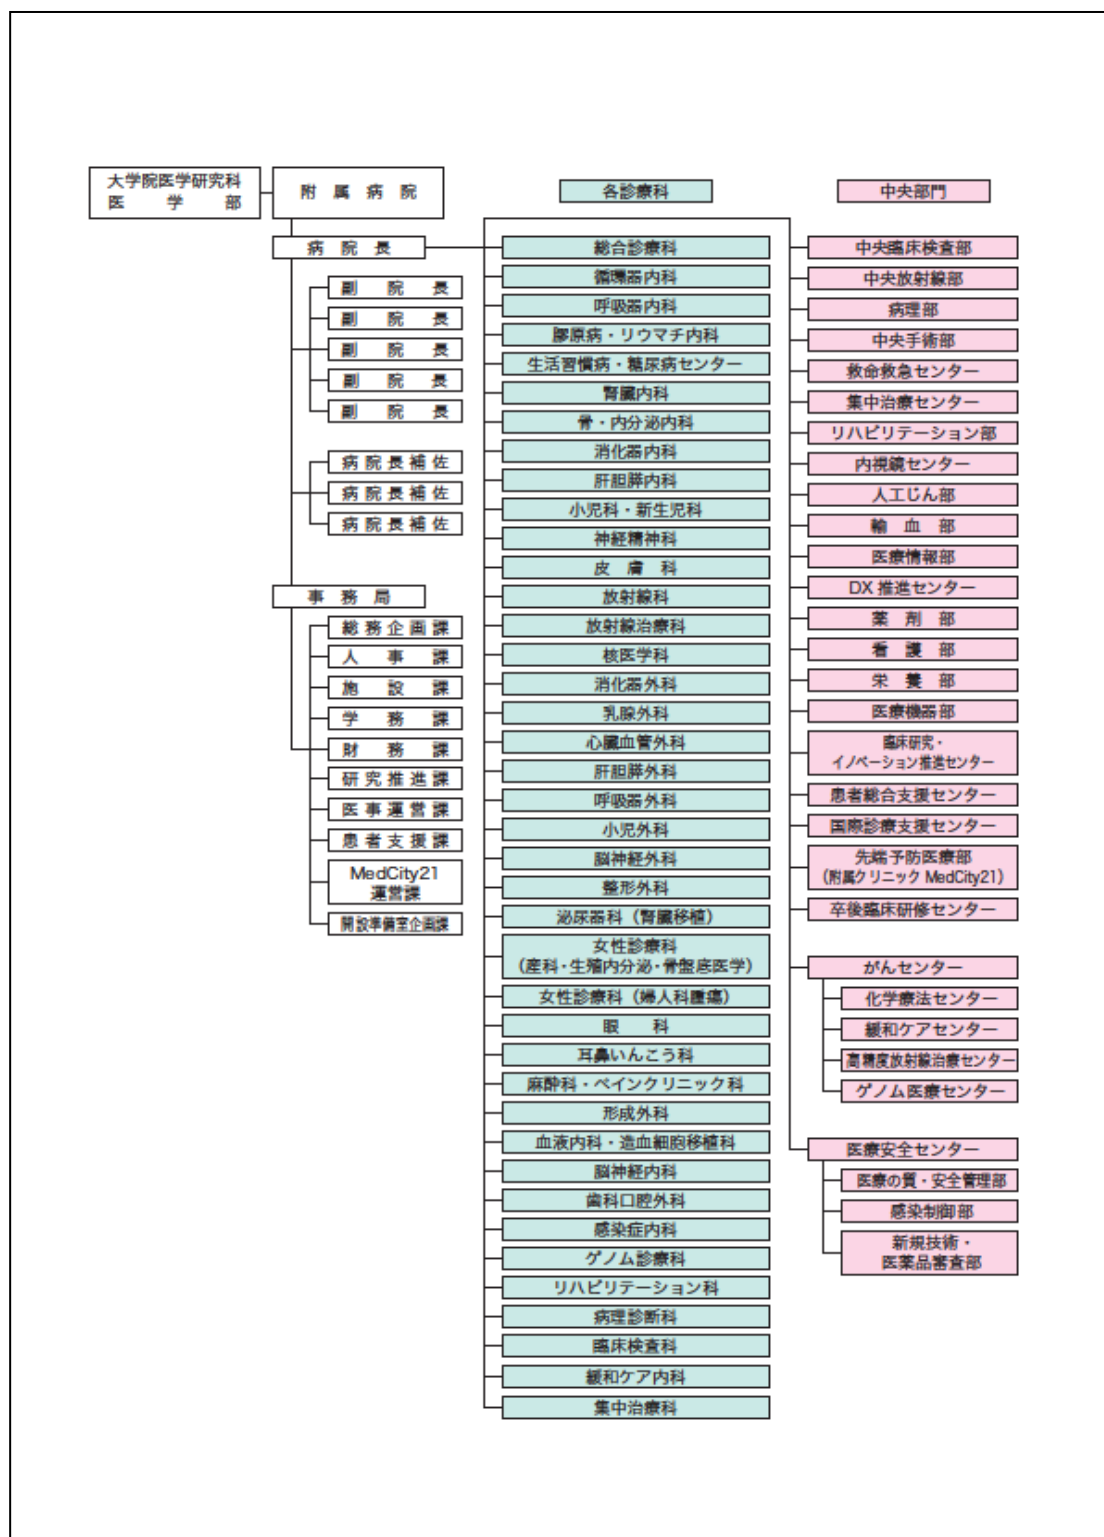 大学院医学研究科
医学部
附属病院
病院長
副院長
副院長
副院長
副院長
副院長
病院長補佐
病院長補佐
病院長補佐
事務局
総務企画課
人事課
施設課
学務課
財務課
研究推進課
医事運営課
患者支援課
MedCity21
運営課
開設準備室企画課
各診療科
総合診療科
循環器内科
呼吸器内科
膠原病・リウマチ内科
生活習慣病・糖尿病センター
腎臓内科
骨・内分泌内科
消化器内科
肝胆膵内科
小児科・新生児科
神経精神科
皮膚科
放射線科
放射線治療科
核医学科
消化器外科
乳腺外科
心臓血管外科
肝胆膵外科
呼吸器外科
小児外科
脳神経外科
整形外科
泌尿器科（腎臓移植）
女性診療科
（産科・生殖内分泌・骨盤底医学）
女性診療科（婦人科腫瘍）
眼科
耳鼻いんこう科
麻酔科・ペインクリニック科
形成外科
血液内科・造血細胞移植科
脳神経内科
歯科口腔外科
感染症内科
ゲノム診療科
リハビリテーション科
病理診断科
臨床検査科
緩和ケア内科
集中治療科
中央部門
中央臨床検査部
中央放射線部
病理部
中央手術部
救命救急センター
集中治療センター
リハビリテーション部
内視鏡センター
人工じん部
輸血部
医療情報部
DX 推進センター
薬剤部
看護部
栄養部
医療機器部
臨床研究・
イノベーション推進センター
患者総合支援センター
国際診療支援センター
先端予防医療部
（附属クリニック MedCity21）
卒後臨床研修センター
がんセンター
化学療法センター
緩和ケアセンター
高精度放射線治療センター
ゲノム医療センター
医療安全センター
医療の質・安全管理部
感染制御部
新規技術・
医薬品審査部